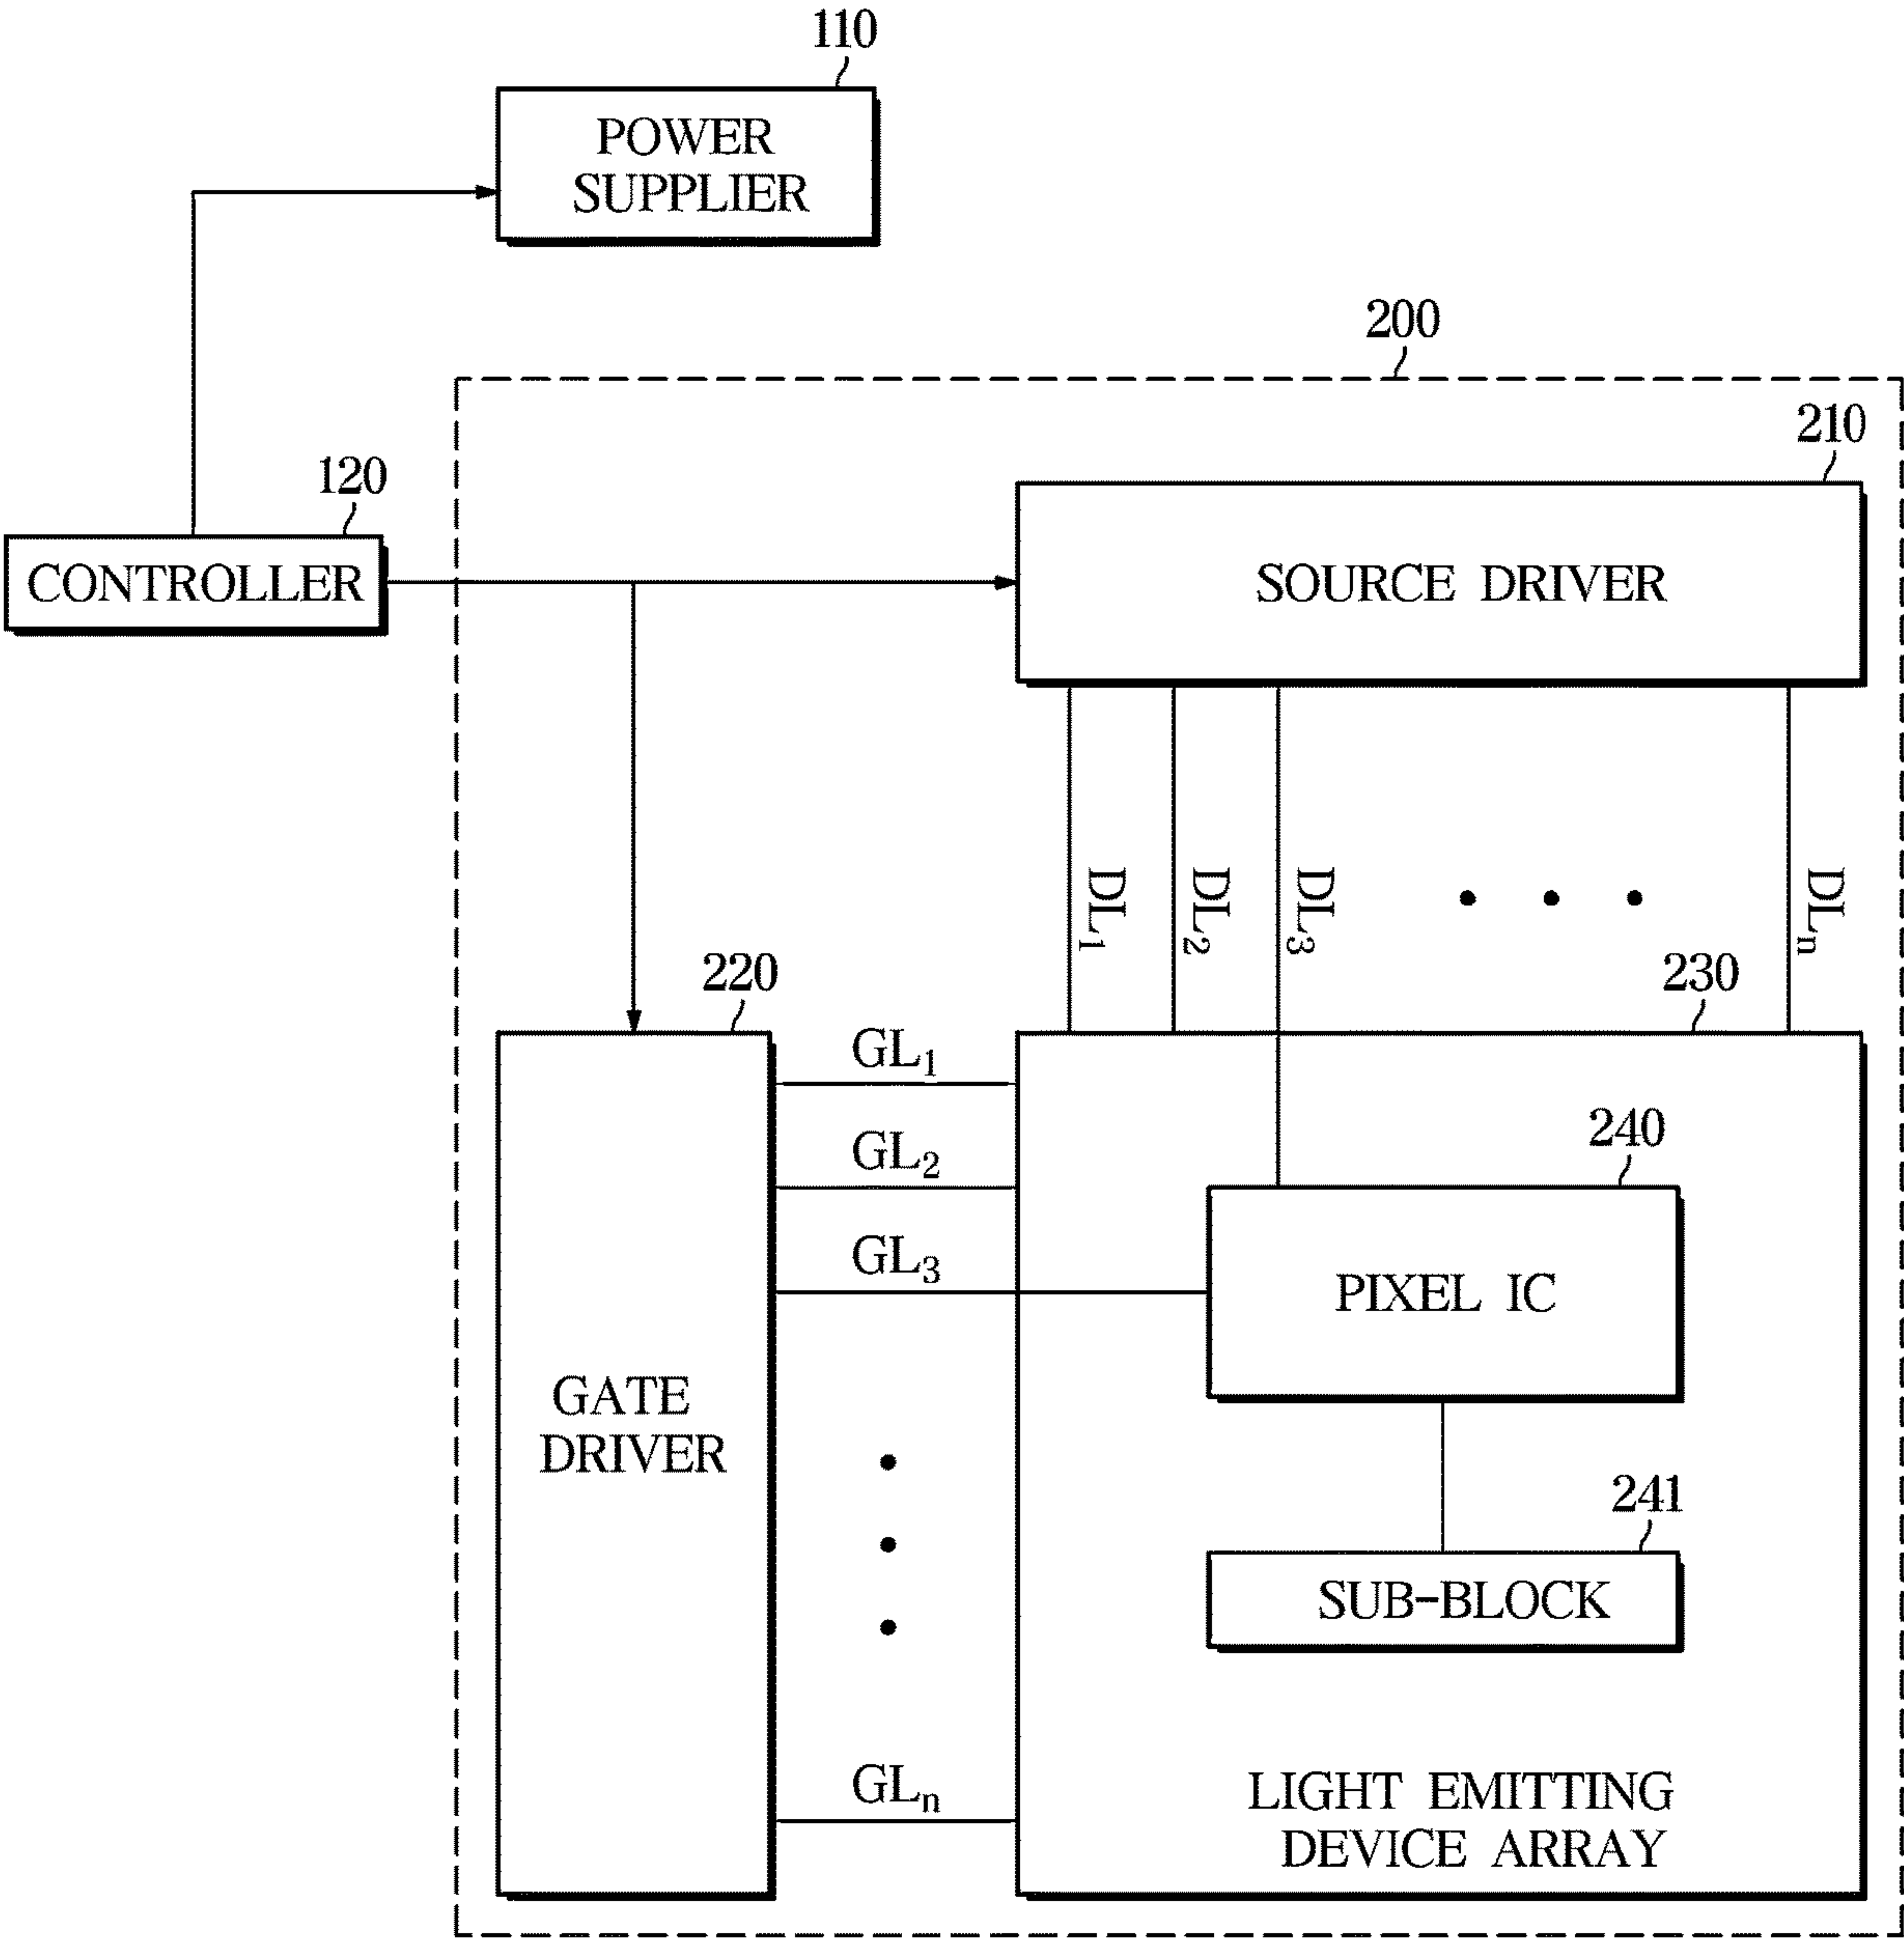 110
POWER
SUPPLIER
200
210
120
CONTROLLER
SOURCE DRIVER
DL1
DL2
DL3
DLn
220
230
GL1
GL2
GL3
GLn
240
PIXEL IC
GATE
DRIVER
241
SUB-BLOCK
LIGHT EMITTING
DEVICE ARRAY